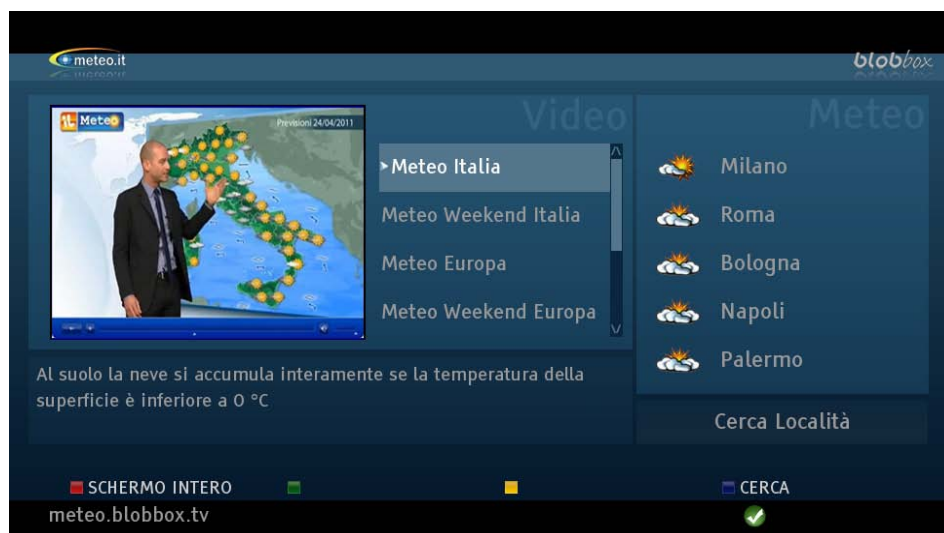 meteo.it
blobbox
Video
Meteo
Meteo
Previsioni 24/04/2011
Meteo Italia
Meteo Weekend Italia
Meteo Europa
Meteo Weekend Europa
Milano
Roma
Bologna
Napoli
Palermo
Al suolo la neve si accumula interamente se la temperatura della
superficie è inferiore a 0 °C
Cerca Località
SCHERMO INTERO
CERCA
meteo.blobbox.tv